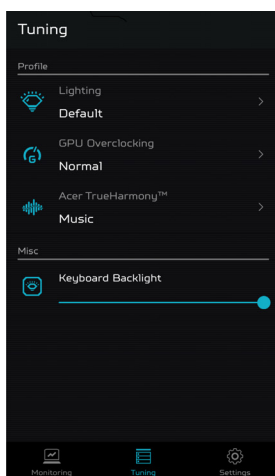 Tuning
Profile
Lighting
Default
GPU Overclocking
G
Normal
Acer TrueHarmony™
Music
Misc
Keyboard Backlight
Monitoring
Tuning
Settings